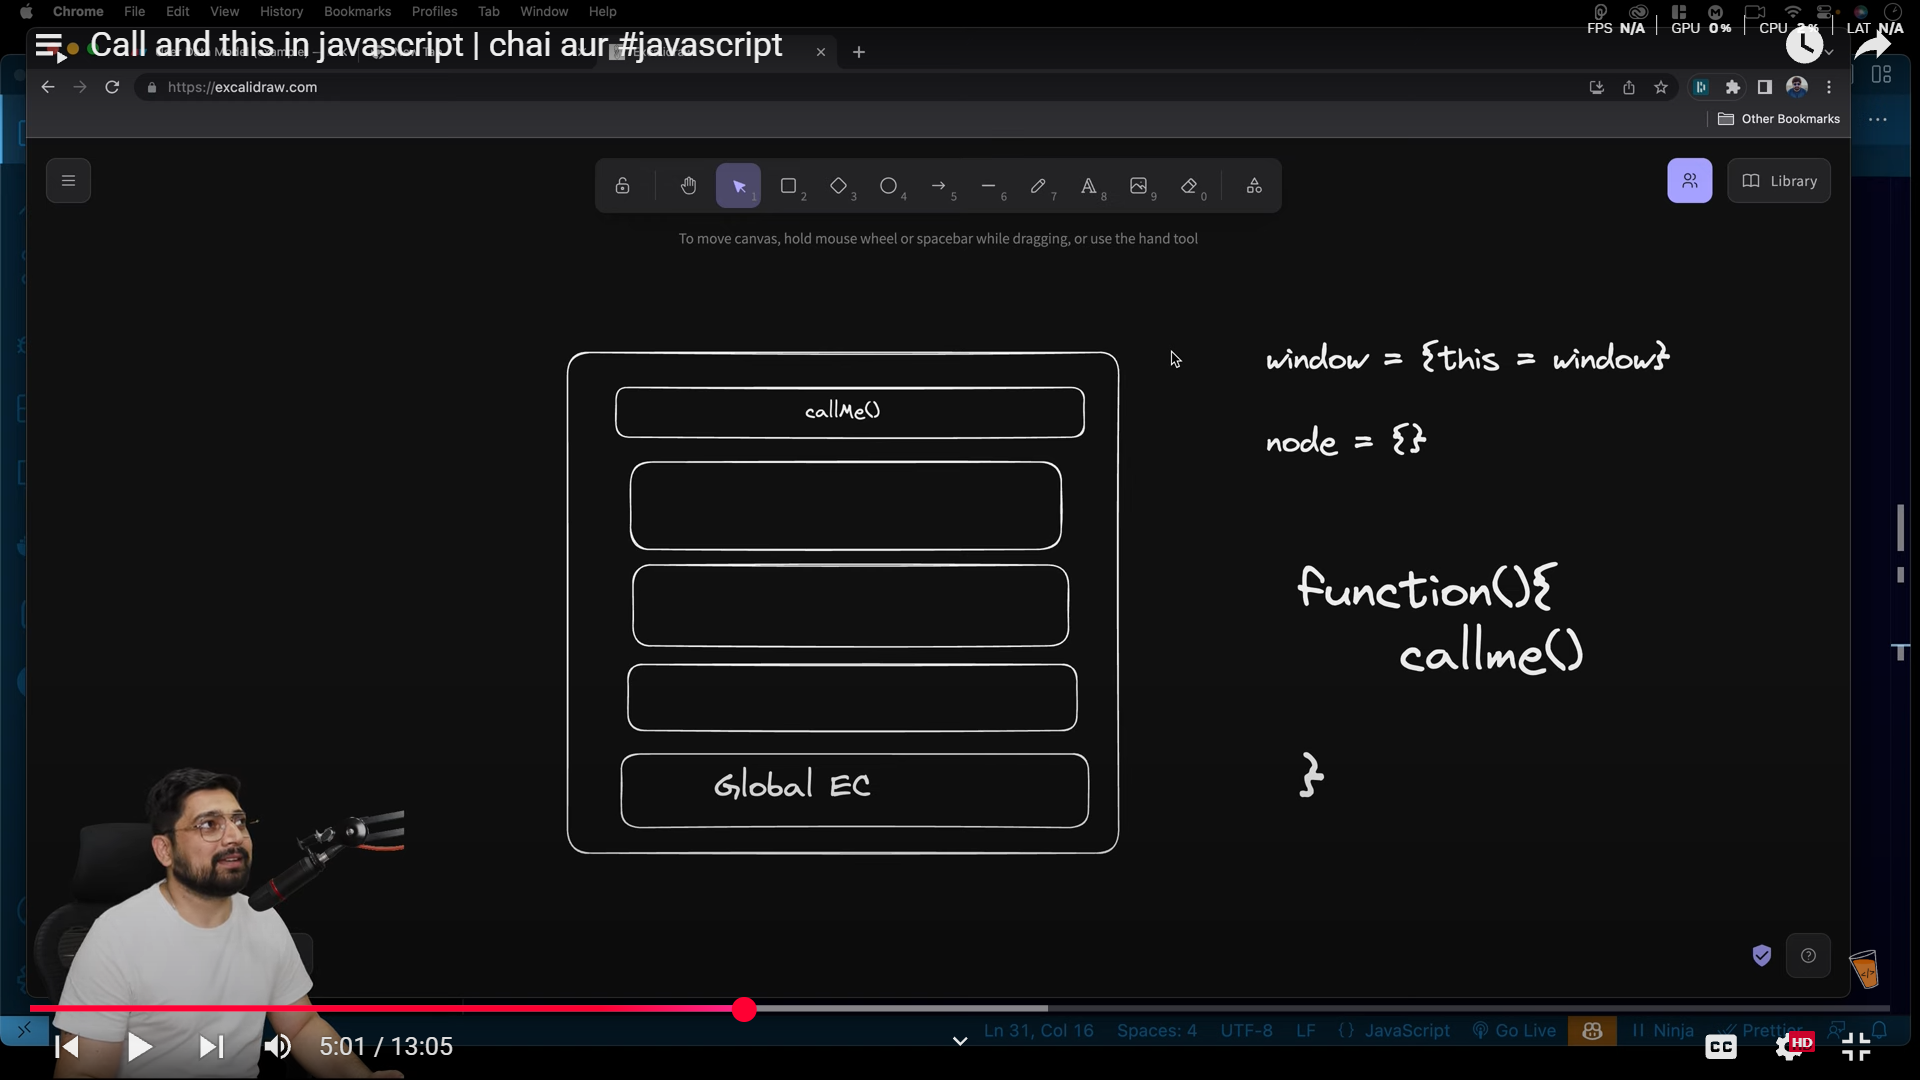 Chrome File Edit View History Bookmarks Profiles Tab Window Help
FPS N/A GPU 0% CPU 2% LAT N/A
Call and this in javascript | chai aur #javascript
https://excalidraw.com
Other Bookmarks
1 2 3 4 5 6 7 8 9 0
Library
To move canvas, hold mouse wheel or spacebar while dragging, or use the hand tool
callMe()
Global EC
window = {this = window}
node = {}
function(){
callme()
}
Ln 31, Col 16 Spaces: 4 UTF-8 LF {} JavaScript Go Live Ninja Prettier
5:01 / 13:05
CC
HD